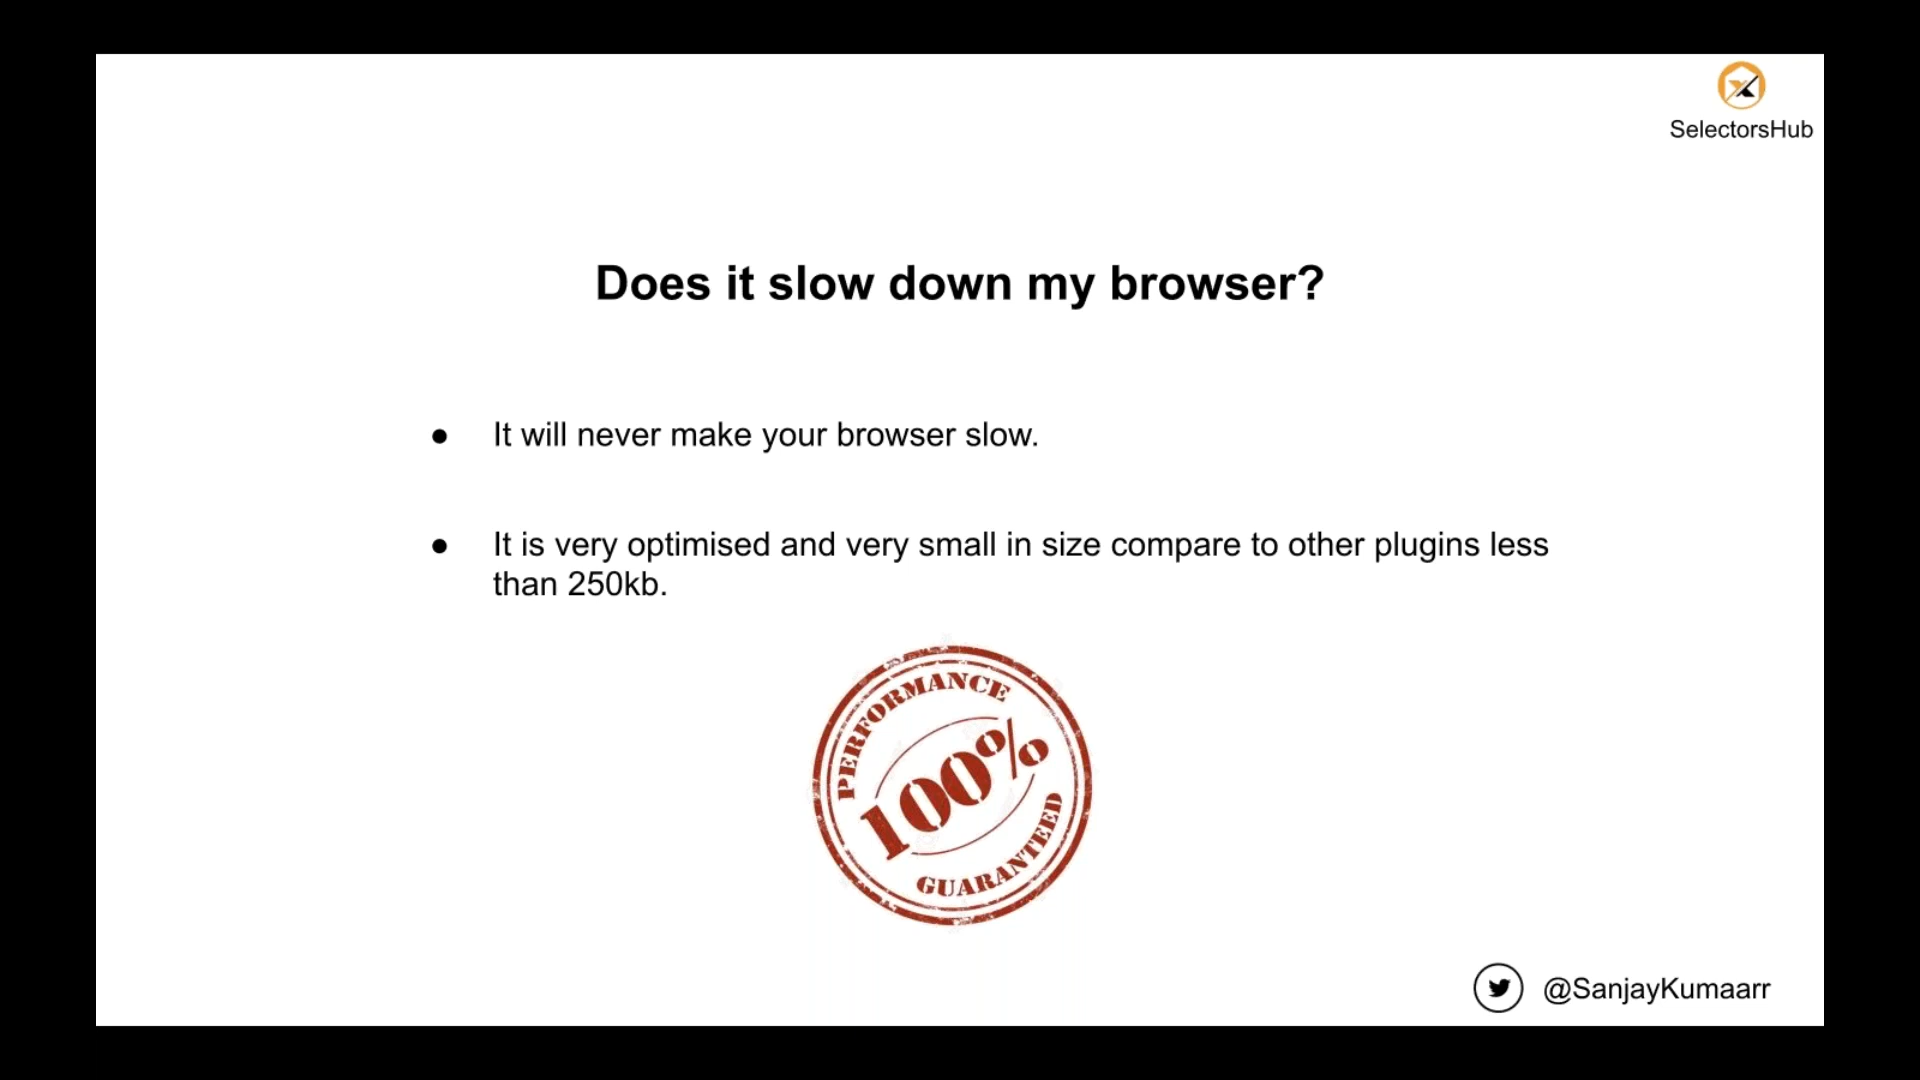 SelectorsHub
Does it slow down my browser?
● It will never make your browser slow.
● It is very optimised and very small in size compare to other plugins less
than 250kb.
PERFORMANCE
100%
GUARANTEED
@SanjayKumaarr